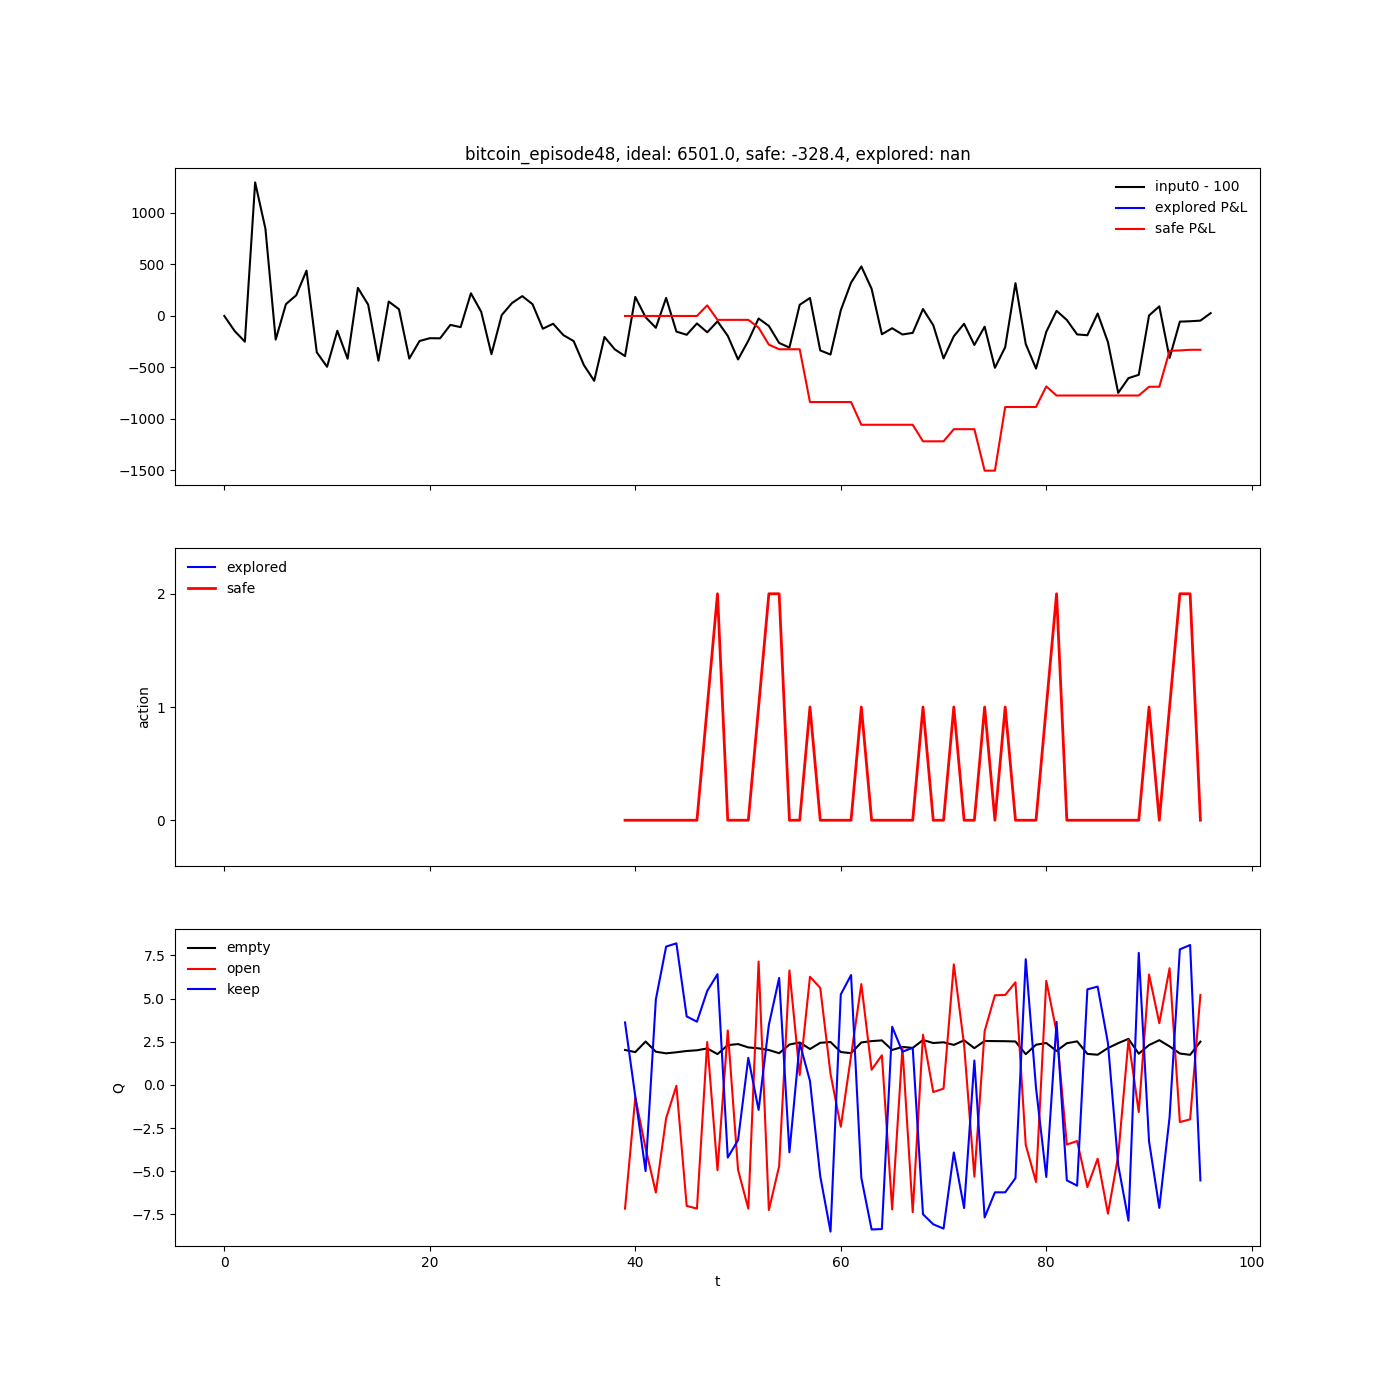 bitcoin_episode48, ideal: 6501.0, safe: -328.4, explored: nan
input0 - 100
explored P&L
safe P&L
1000
500
0
−500
−1000
−1500
explored
safe
action
2
1
0
empty
open
keep
Q
7.5
5.0
2.5
0.0
−2.5
−5.0
−7.5
0 20 40 60 80 100
t